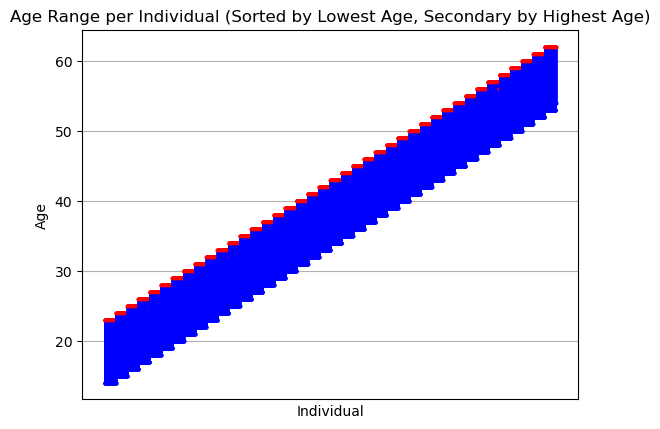 Age Range per Individual (Sorted by Lowest Age, Secondary by Highest Age)
60
50
40
30
20
Age
Individual